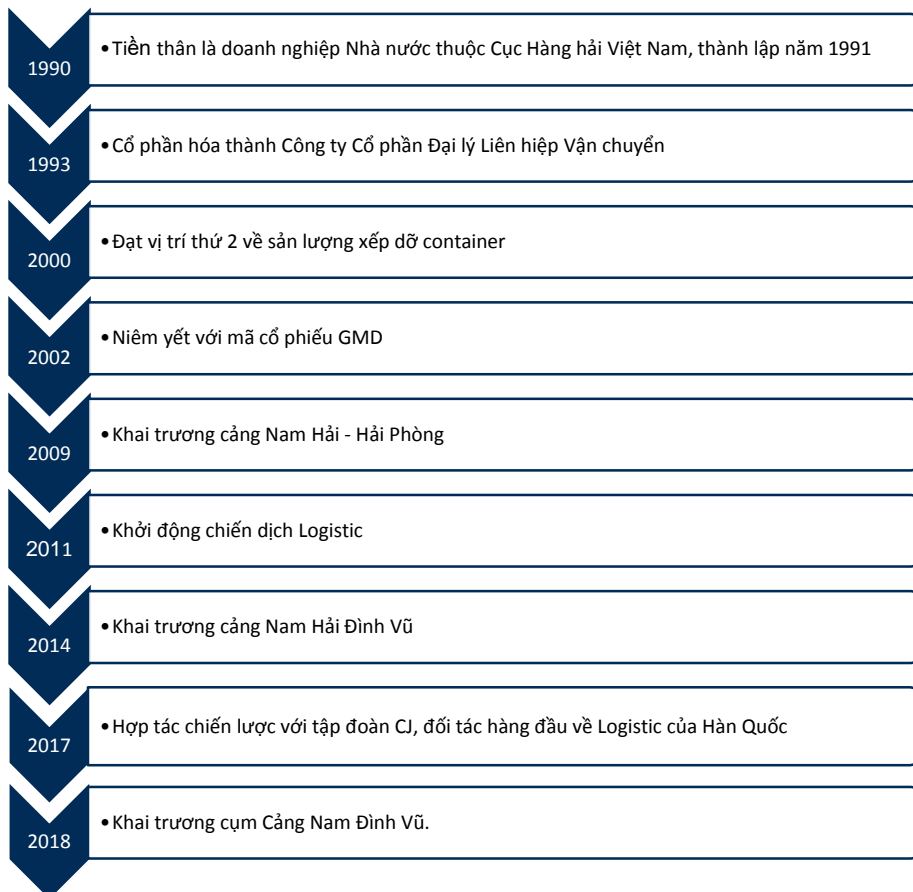 1990
•Tiền thân là doanh nghiệp Nhà nước thuộc Cục Hàng hải Việt Nam, thành lập năm 1991
1993
•Cổ phần hóa thành Công ty Cổ phần Đại lý Liên hiệp Vận chuyển
2000
•Đạt vị trí thứ 2 về sản lượng xếp dỡ container
2002
•Niêm yết với mã cổ phiếu GMD
2009
•Khai trương cảng Nam Hải - Hải Phòng
2011
•Khởi động chiến dịch Logistic
2014
•Khai trương cảng Nam Hải Đình Vũ
2017
•Hợp tác chiến lược với tập đoàn CJ, đối tác hàng đầu về Logistic của Hàn Quốc
2018
•Khai trương cụm Cảng Nam Đình Vũ.